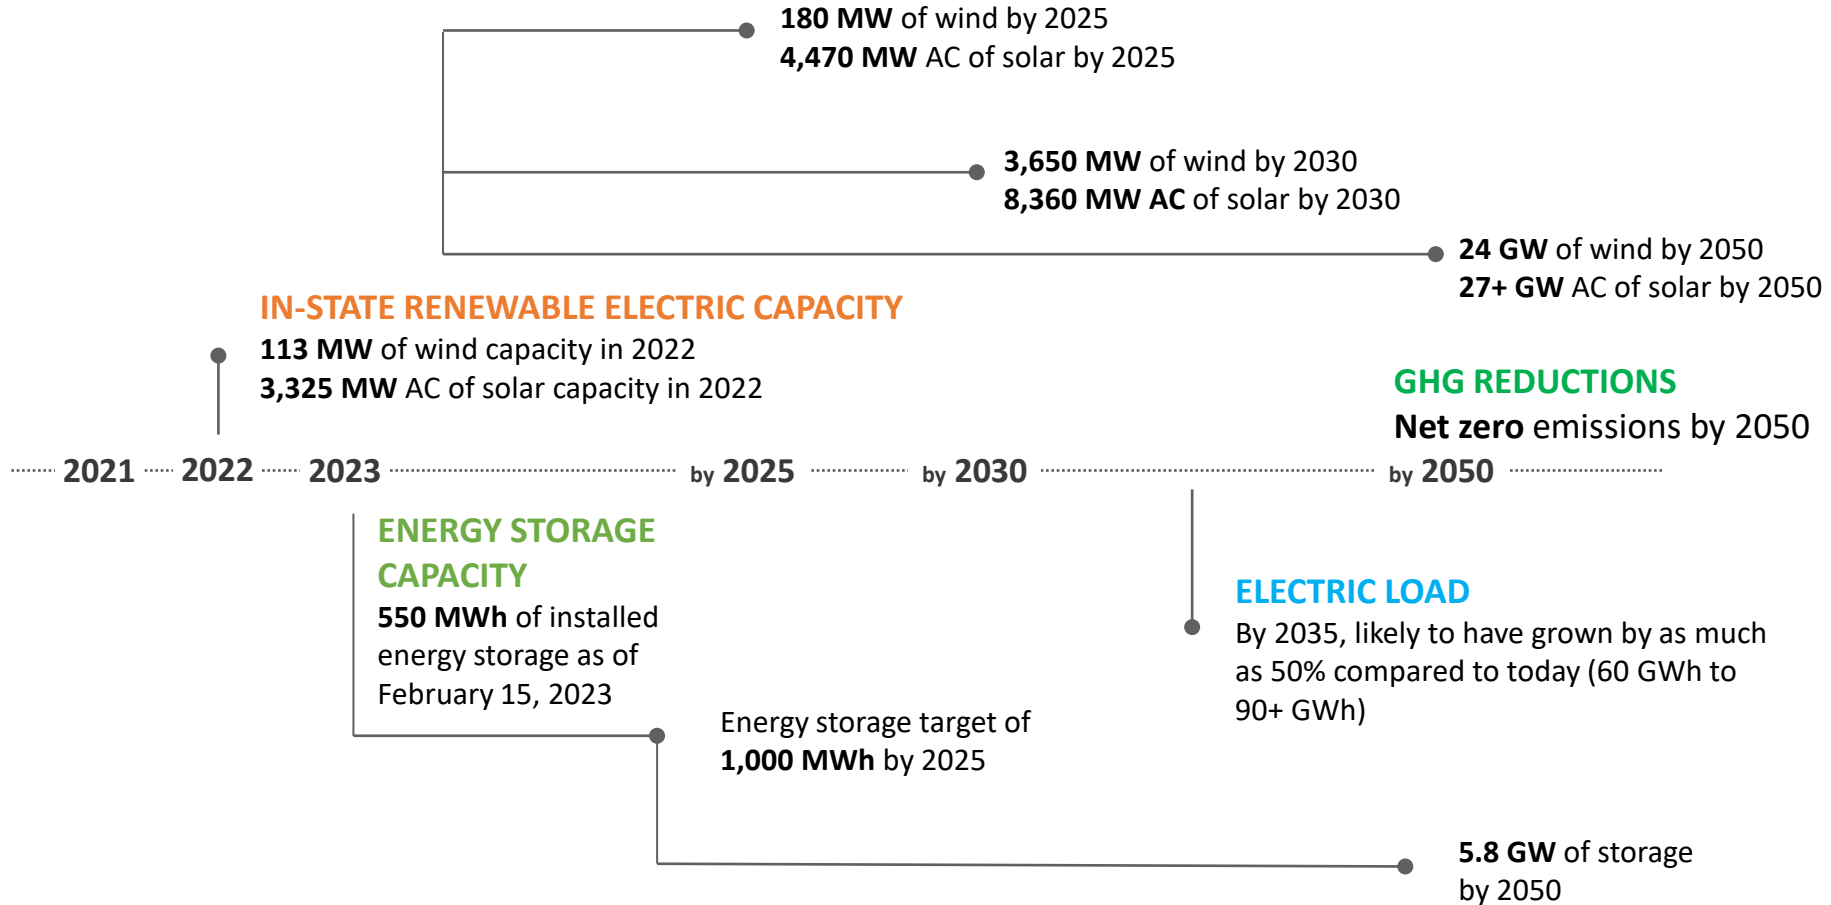 180 MW of wind by 2025
4,470 MW AC of solar by 2025
3,650 MW of wind by 2030
8,360 MW AC of solar by 2030
24 GW of wind by 2050
27+ GW AC of solar by 2050
IN-STATE RENEWABLE ELECTRIC CAPACITY
113 MW of wind capacity in 2022
3,325 MW AC of solar capacity in 2022
GHG REDUCTIONS
Net zero emissions by 2050
2021 2022 2023 by 2025 by 2030 by 2050
ENERGY STORAGE
CAPACITY
550 MWh of installed
energy storage as of
February 15, 2023
ELECTRIC LOAD
By 2035, likely to have grown by as much
as 50% compared to today (60 GWh to
90+ GWh)
Energy storage target of
1,000 MWh by 2025
5.8 GW of storage
by 2050